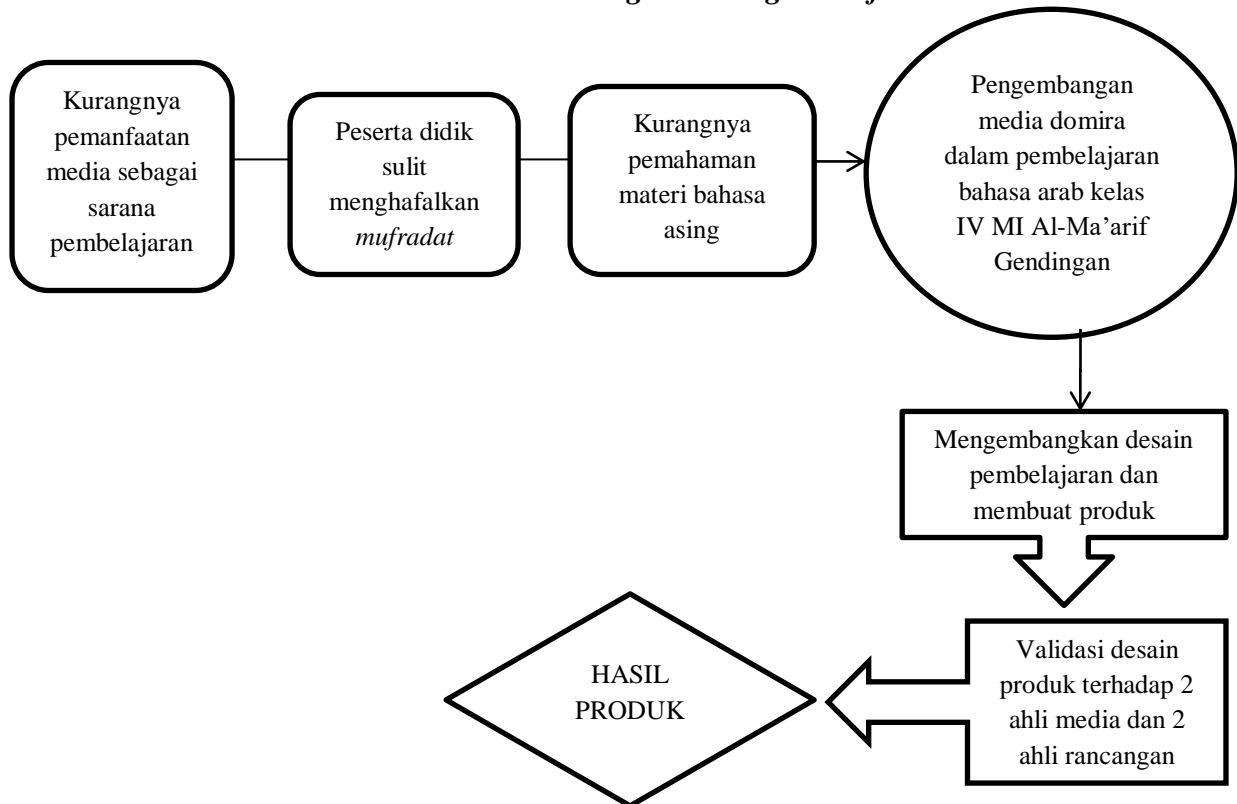 Kurangnya
pemanfaatan
media sebagai
sarana
pembelajaran
Peserta didik
sulit
menghafalkan
mufradat
Kurangnya
pemahaman
materi bahasa
asing
Pengembangan
media domira
dalam pembelajaran
bahasa arab kelas
IV MI Al-Ma’arif
Gendingan
Mengembangkan desain
pembelajaran dan
membuat produk
Validasi desain
produk terhadap 2
ahli media dan 2
ahli rancangan
HASIL
PRODUK